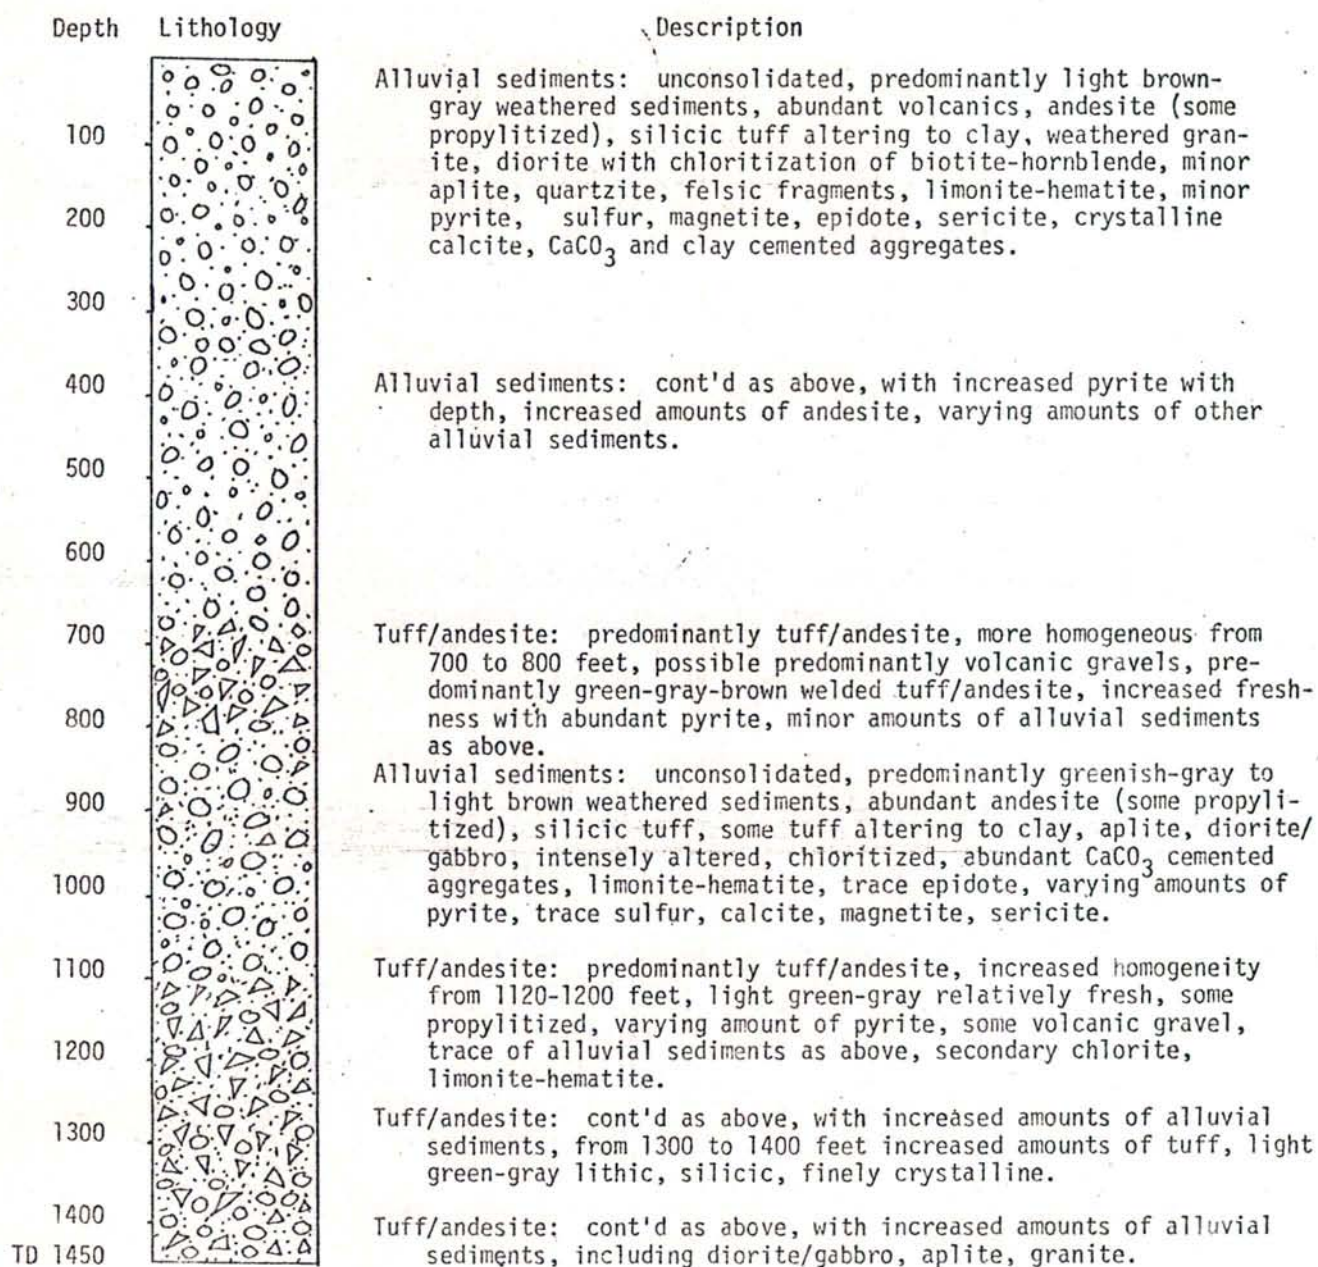 Depth Lithology Description
Alluvial sediments: unconsolidated, predominantly light brown-
gray weathered sediments, abundant volcanics, andesite (some
100
propylitized), silicic tuff altering to clay, weathered gran-
ite, diorite with chloritization of biotite-hornblende, minor
aplite, quartzite, felsic fragments, limonite-hematite, minor
200
pyrite, sulfur, magnetite, epidote, sericite, crystalline
calcite, CaCO3 and clay cemented aggregates.
300
400
Alluvial sediments: cont'd as above, with increased pyrite with
depth, increased amounts of andesite, varying amounts of other
alluvial sediments.
500
600
700
Tuff/andesite: predominantly tuff/andesite, more homogeneous from
700 to 800 feet, possible predominantly volcanic gravels, pre-
dominantly green-gray-brown welded tuff/andesite, increased fresh-
800
ness with abundant pyrite, minor amounts of alluvial sediments
as above.
Alluvial sediments: unconsolidated, predominantly greenish-gray to
900
light brown weathered sediments, abundant andesite (some propyli-
tized), silicic tuff, some tuff altering to clay, aplite, diorite/
gabbro, intensely altered, chloritized, abundant CaCO3 cemented
1000
aggregates, limonite-hematite, trace epidote, varying amounts of
pyrite, trace sulfur, calcite, magnetite, sericite.
1100
Tuff/andesite: predominantly tuff/andesite, increased homogeneity
from 1120-1200 feet, light green-gray relatively fresh, some
propylitized, varying amount of pyrite, some volcanic gravel,
1200
trace of alluvial sediments as above, secondary chlorite,
limonite-hematite.
Tuff/andesite: cont'd as above, with increased amounts of alluvial
1300
sediments, from 1300 to 1400 feet increased amounts of tuff, light
green-gray lithic, silicic, finely crystalline.
1400
Tuff/andesite: cont'd as above, with increased amounts of alluvial
TD 1450
sediments, including diorite/gabbro, aplite, granite.